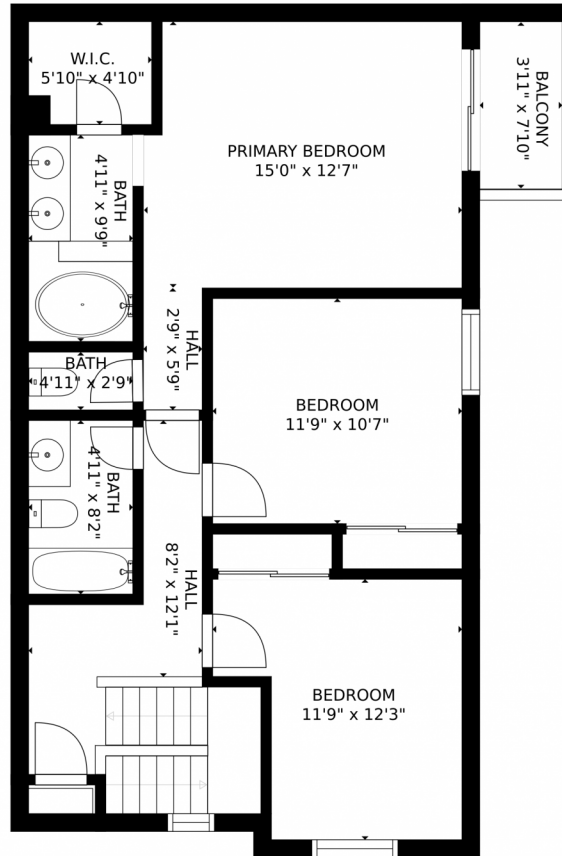 W.I.C.
5'10" x 4'10"
PRIMARY BEDROOM
15'0" x 12'7"
BALCONY
3'11" x 7'10"
BATH
4'11" x 9'9"
HALL
2'9" x 5'9"
BATH
4'11" x 2'9"
BEDROOM
11'9" x 10'7"
BATH
4'11" x 8'2"
HALL
8'2" x 12'1"
BEDROOM
11'9" x 12'3"